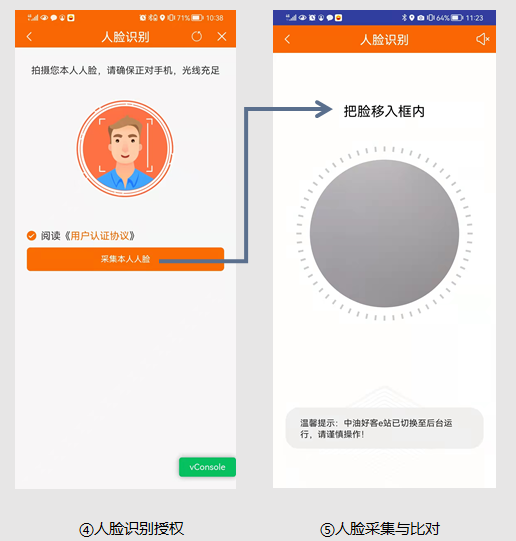 71% 10:38
人脸识别
拍摄您本人人脸，请确保正对手机，光线充足
阅读《用户认证协议》
采集本人人脸
vConsole
④人脸识别授权
64% 11:23
人脸识别
把脸移入框内
温馨提示：中油好客e站已切换至后台运
行，请谨慎操作！
⑤人脸采集与比对